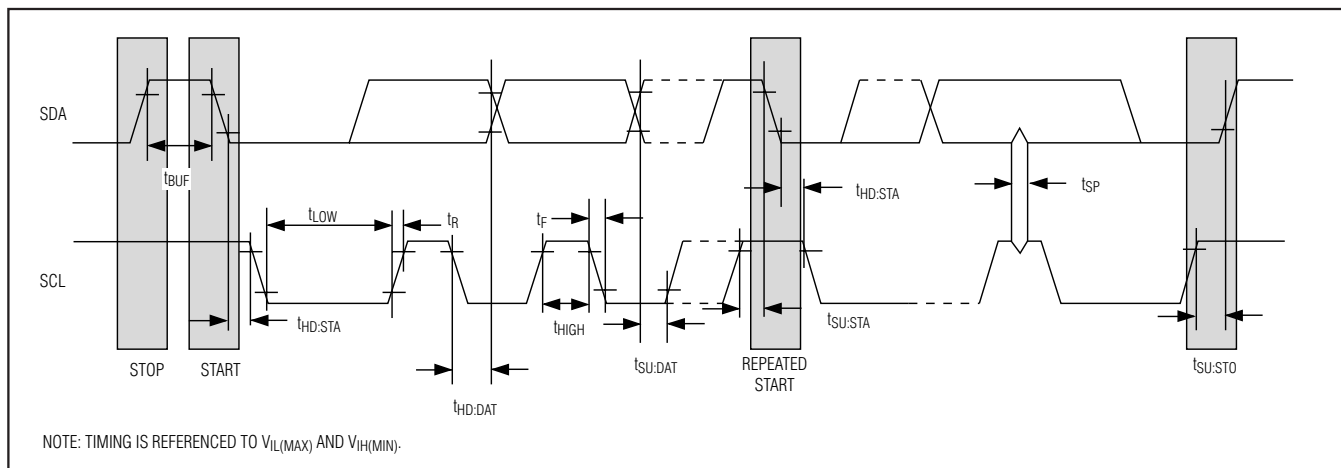 SDA
tBUF
tHD:STA
tSP
tLOW
tR
tF
SCL
tHD:STA
tHIGH
tSU:STA
tSU:DAT
tSU:STO
STOP
START
REPEATED
START
tHD:DAT
NOTE: TIMING IS REFERENCED TO VIL(MAX) AND VIH(MIN).